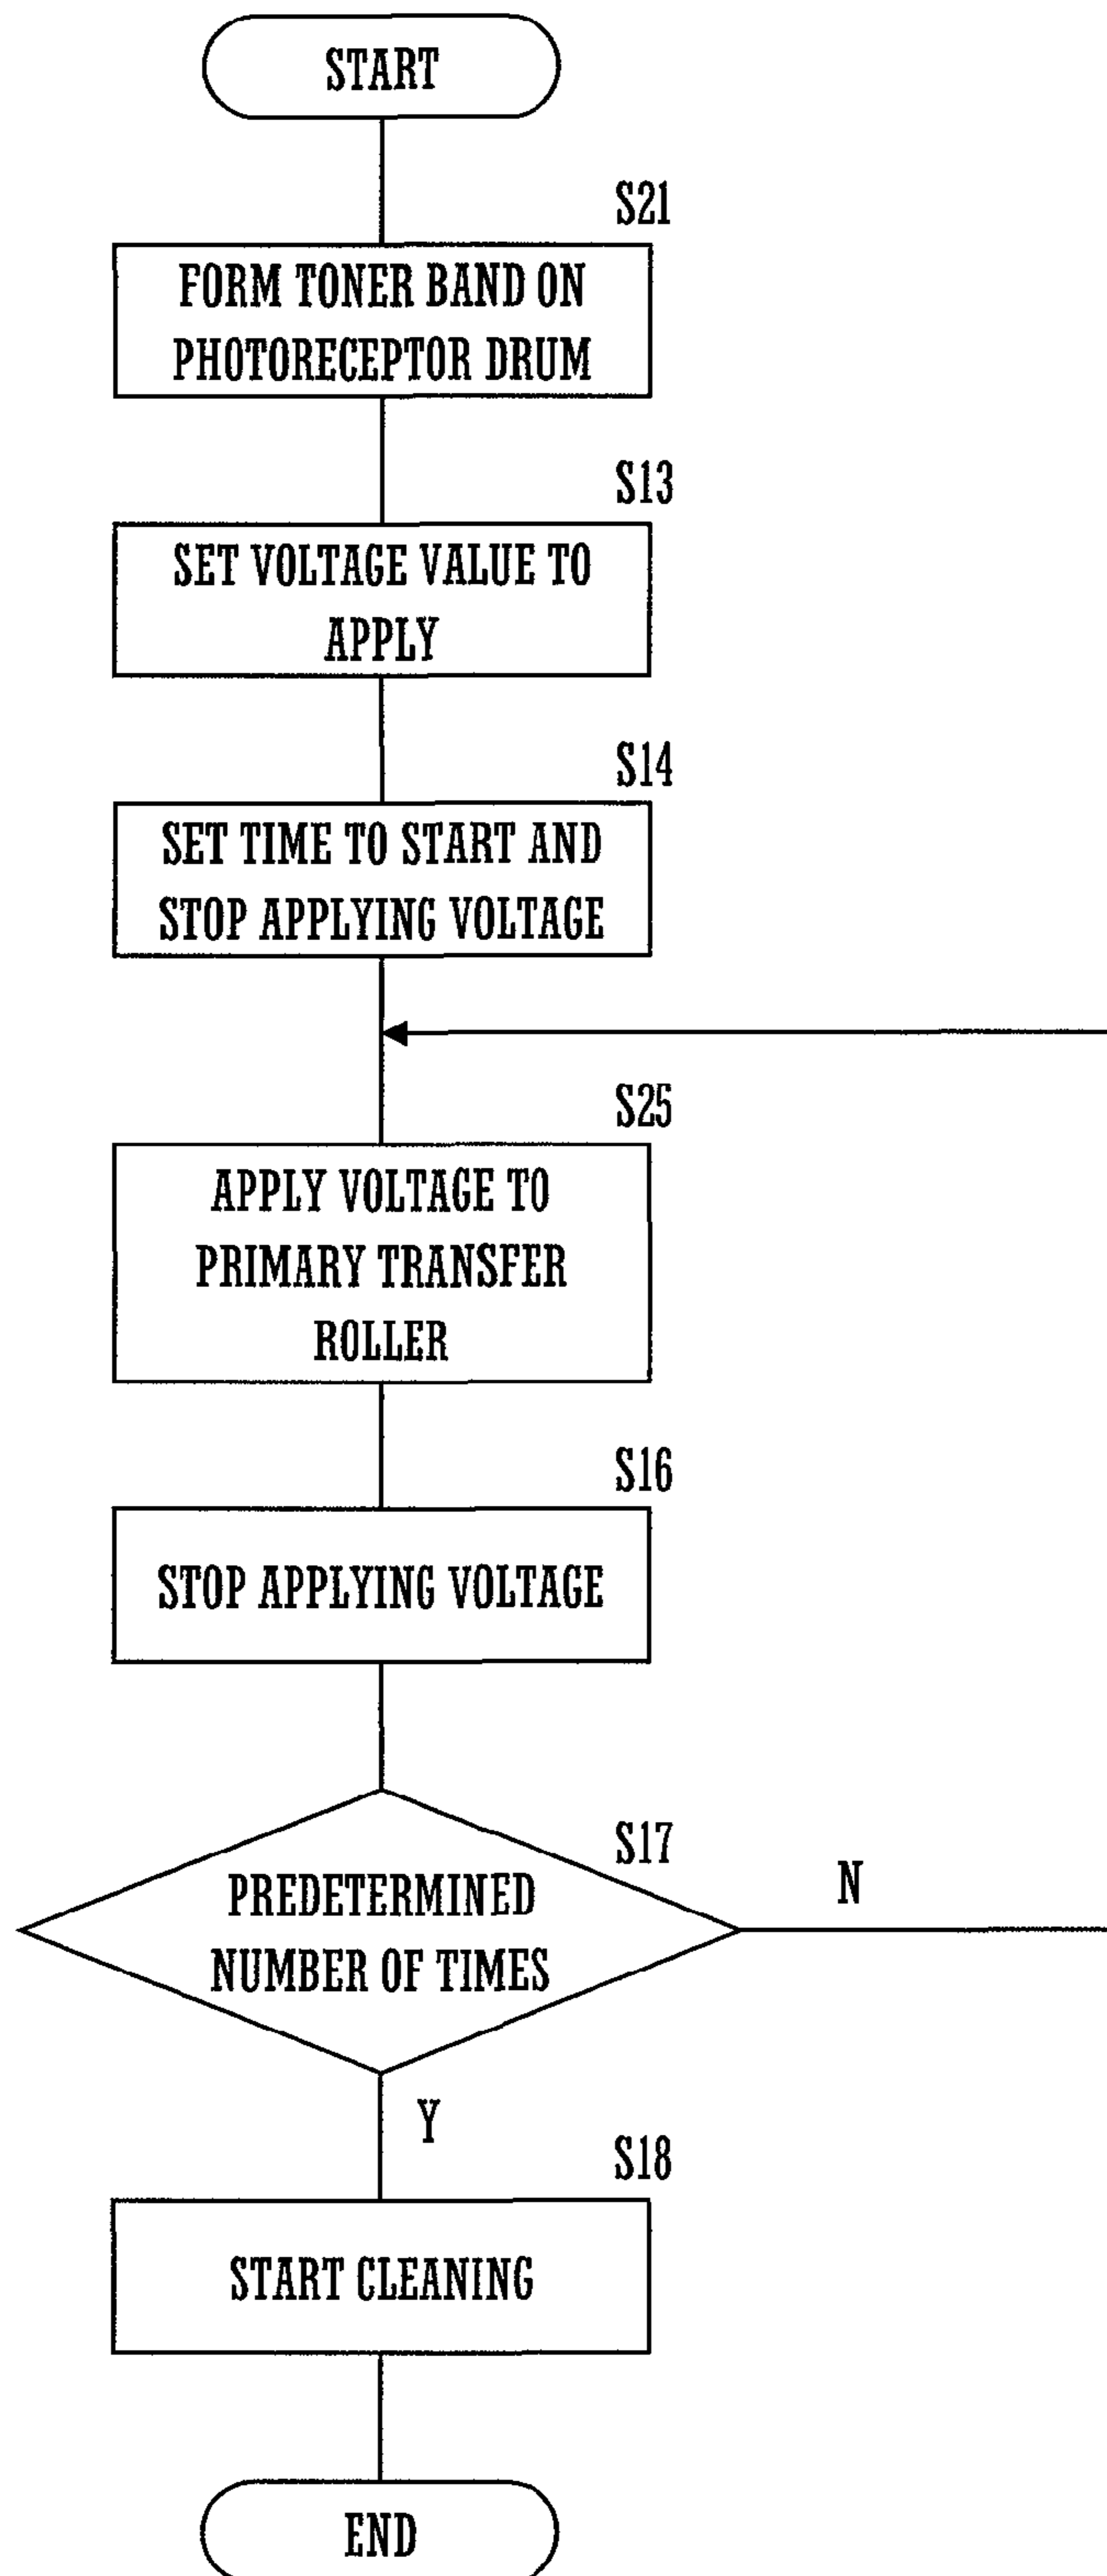 START
S21
FORM TONER BAND ON
PHOTORECEPTOR DRUM
S13
SET VOLTAGE VALUE TO
APPLY
S14
SET TIME TO START AND
STOP APPLYING VOLTAGE
S25
APPLY VOLTAGE TO
PRIMARY TRANSFER
ROLLER
S16
STOP APPLYING VOLTAGE
S17
N
PREDETERMINED
NUMBER OF TIMES
Y
S18
START CLEANING
END